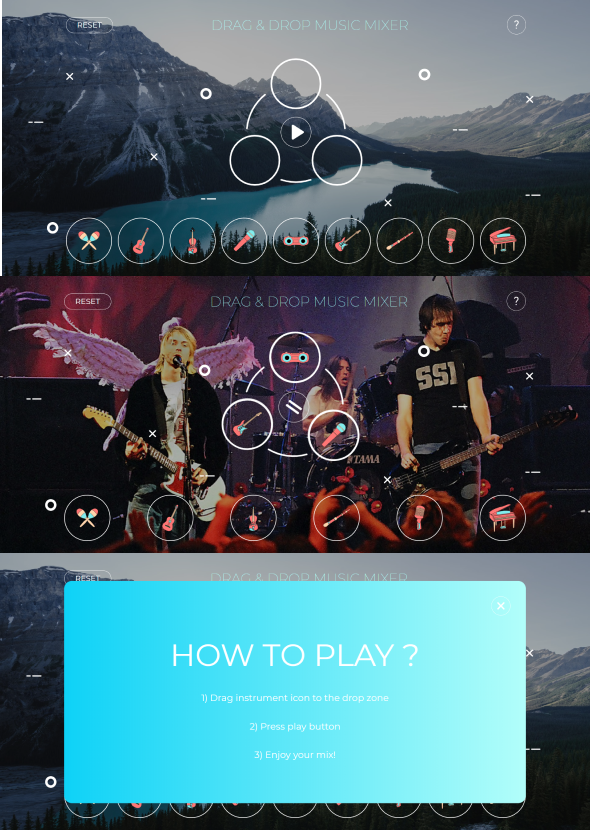 RESET
DRAG & DROP MUSIC MIXER
?
RESET
DRAG & DROP MUSIC MIXER
?
SSI
TAMA
RESET
DRAG & DROP MUSIC MIXER
HOW TO PLAY ?
1) Drag instrument icon to the drop zone
2) Press play button
3) Enjoy your mix!